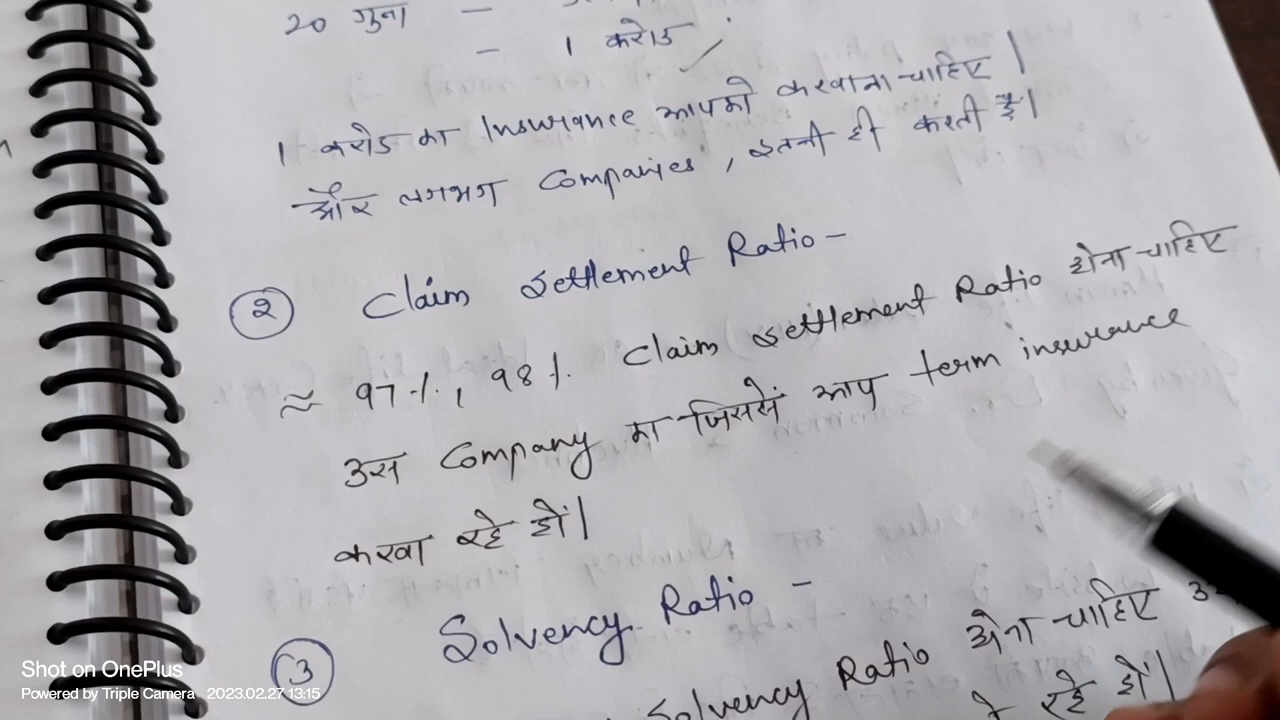 20 गुना -
- 1 करोड
1 करोड का Insurance आपको करवाना चाहिए।
और लगभग Companies, इतनी ही करती है।
2 Claim Settlement Ratio -
≈ 97%, 98% Claim Settlement Ratio होना चाहिए
उस Company का जिससे आप term insurance
करवा रहे हों।
3 Solvency Ratio -
Solvency Ratio होना चाहिए
रहे हों।
Shot on OnePlus
Powered by Triple Camera 2023.02.27 13:15